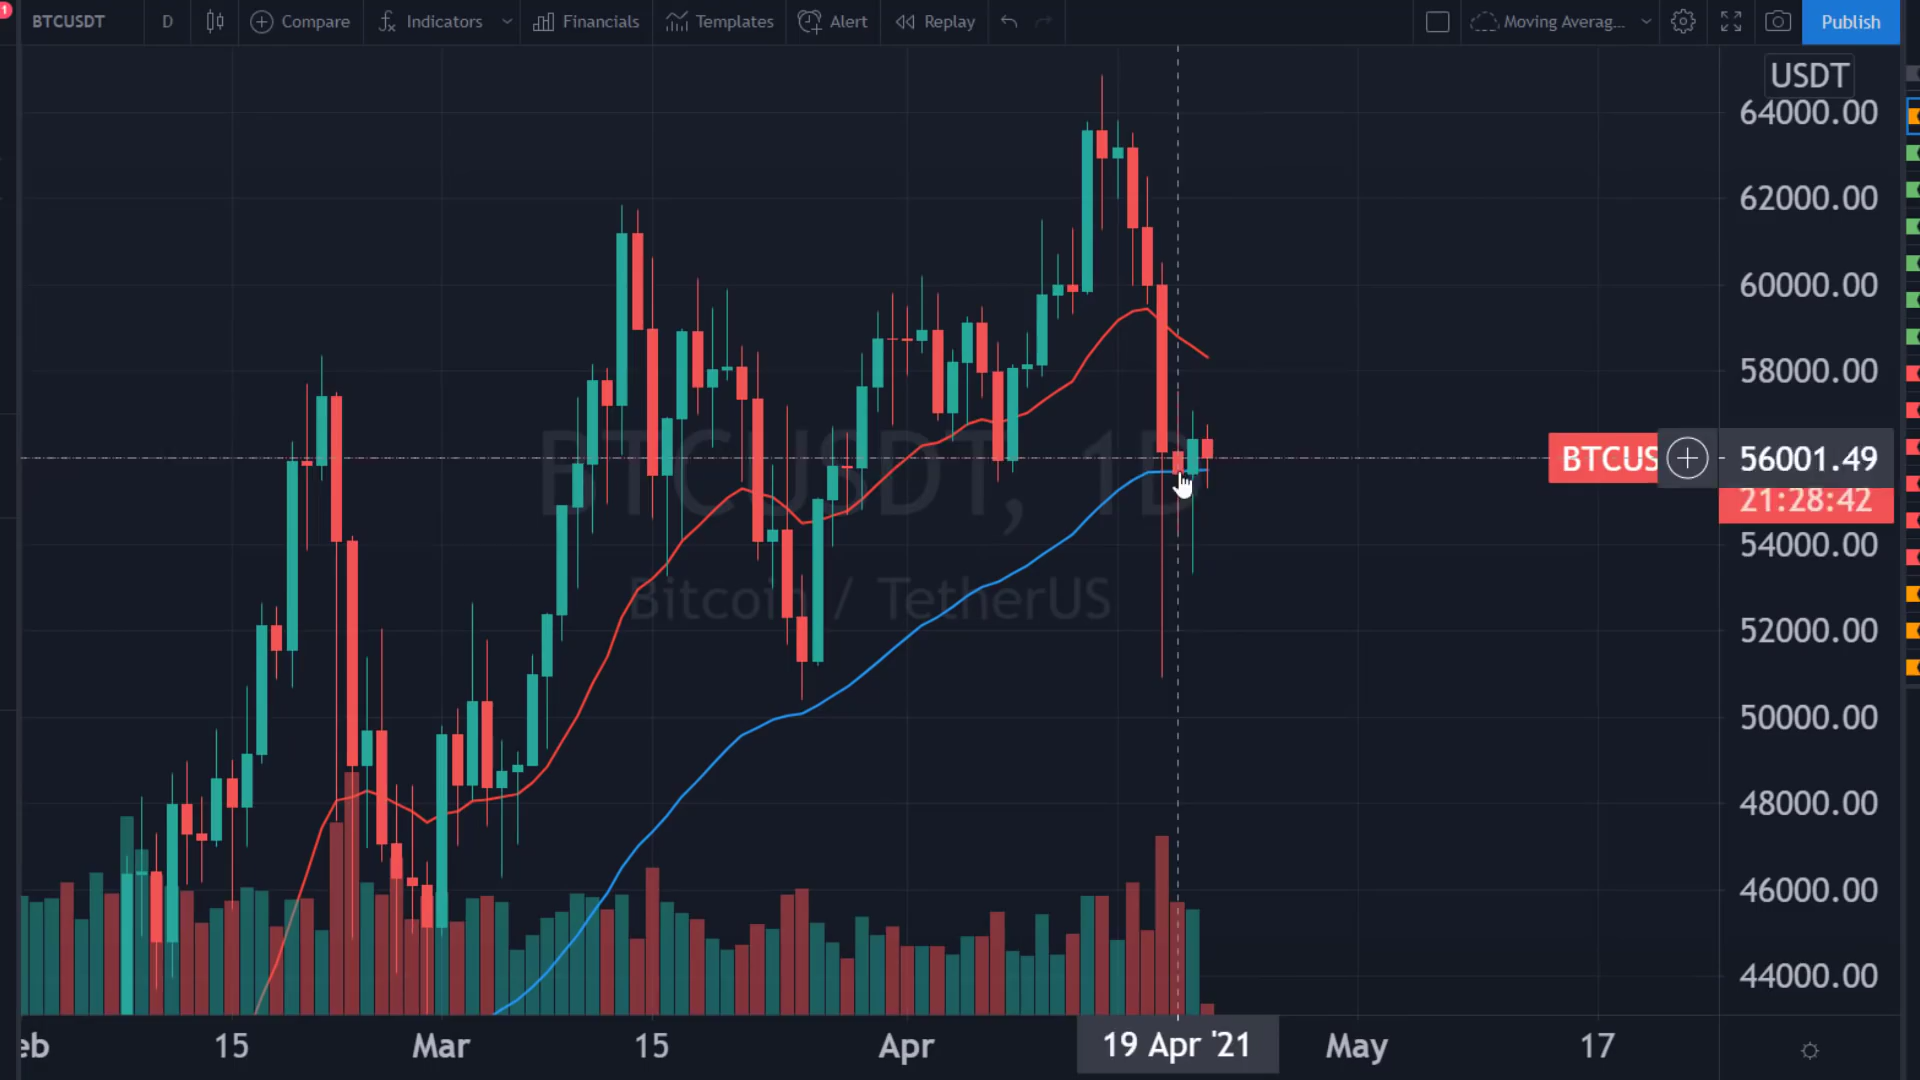 1
BTCUSDT D Compare Indicators Financials Templates Alert Replay Moving Averag... Publish
USDT
64000.00
62000.00
60000.00
58000.00
BTCUS 56001.49
21:28:42
54000.00
52000.00
50000.00
48000.00
46000.00
44000.00
BTCUSDT, 1D
Bitcoin / TetherUS
eb 15 Mar 15 Apr 19 Apr '21 May 17